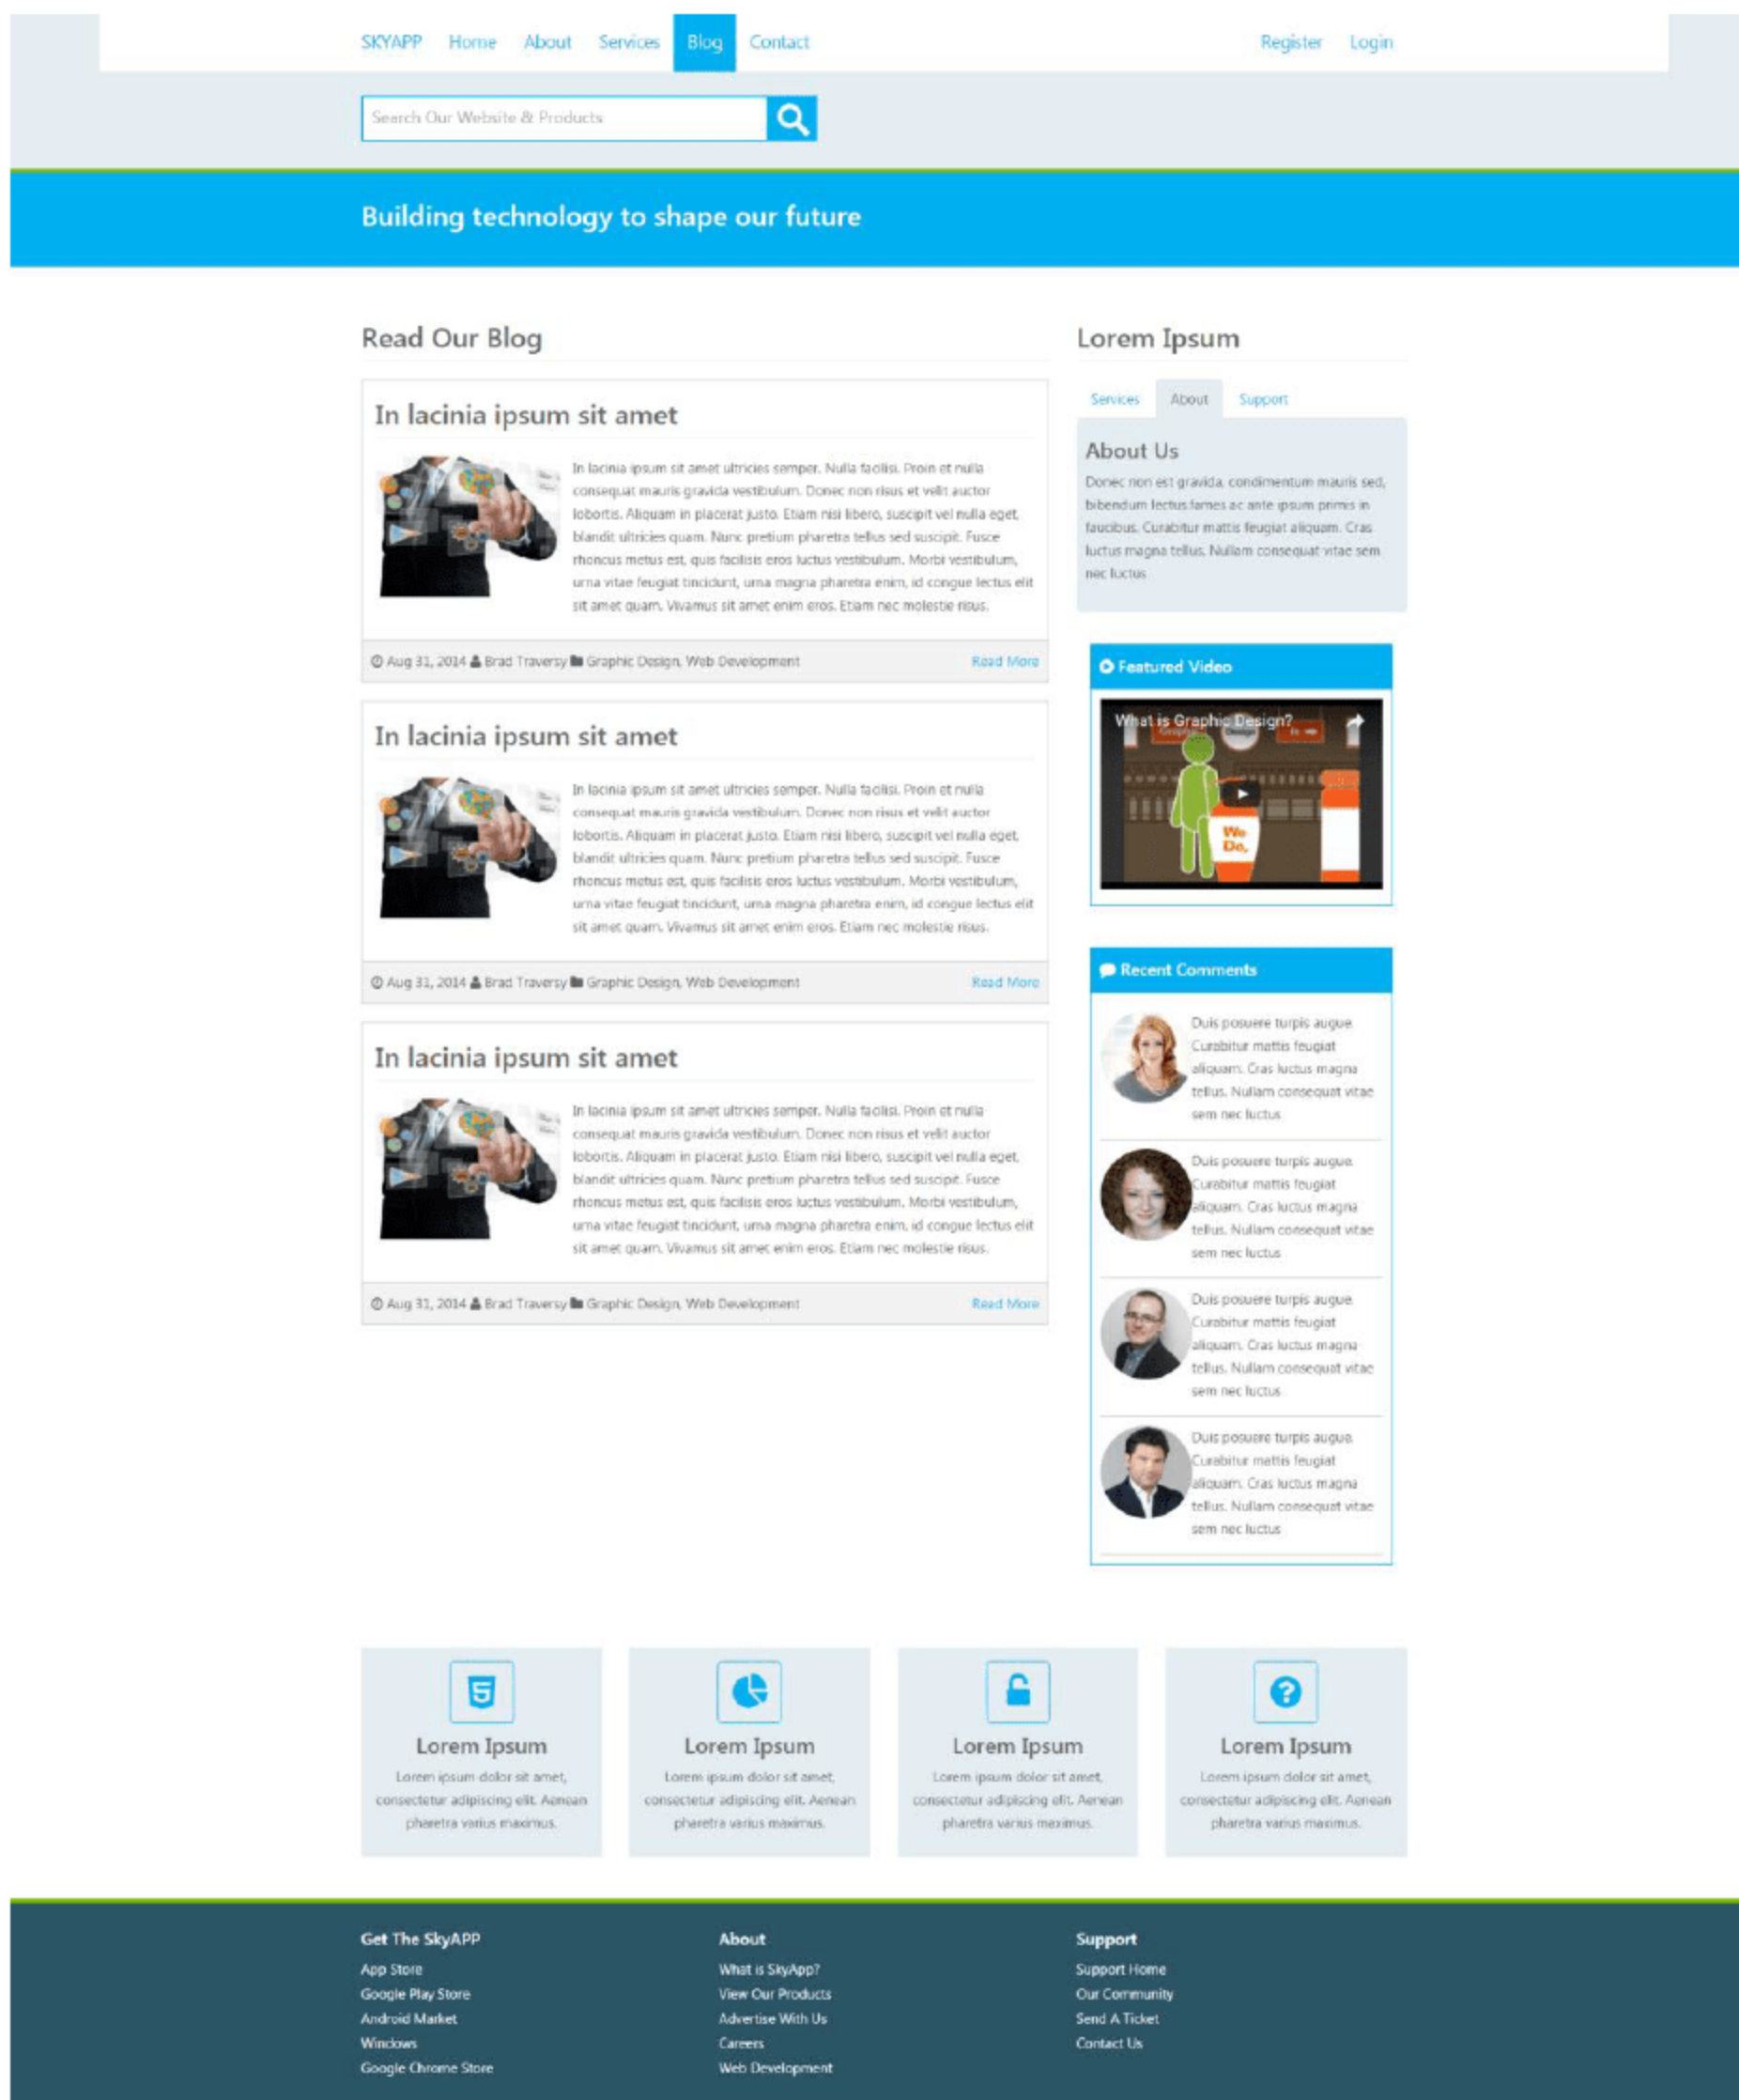 SKYAPP Home About Services Blog Contact Register Login
Search Our Website & Products
Building technology to shape our future
Read Our Blog
In lacinia ipsum sit amet
In lacinia ipsum sit amet ultricies semper. Nulla facilisi. Proin et nulla
consequat mauris gravida vestibulum. Donec non risus et velit auctor
lobortis. Aliquam in placerat justo. Etiam nisi libero, suscipit vel nulla eget,
blandit ultricies quam. Nunc pretium pharetra tellus sed suscipit. Fusce
rhoncus metus est, quis facilisis eros luctus vestibulum. Morbi vestibulum,
urna vitae feugiat tincidunt, urna magna pharetra enim, id congue lectus elit
sit amet quam. Vivamus sit amet enim eros. Etiam nec molestie risus.
Aug 31, 2014 Brad Traversy Graphic Design, Web Development Read More
In lacinia ipsum sit amet
In lacinia ipsum sit amet ultricies semper. Nulla facilisi. Proin et nulla
consequat mauris gravida vestibulum. Donec non risus et velit auctor
lobortis. Aliquam in placerat justo. Etiam nisi libero, suscipit vel nulla eget,
blandit ultricies quam. Nunc pretium pharetra tellus sed suscipit. Fusce
rhoncus metus est, quis facilisis eros luctus vestibulum. Morbi vestibulum,
urna vitae feugiat tincidunt, urna magna pharetra enim, id congue lectus elit
sit amet quam. Vivamus sit amet enim eros. Etiam nec molestie risus.
Aug 31, 2014 Brad Traversy Graphic Design, Web Development Read More
In lacinia ipsum sit amet
In lacinia ipsum sit amet ultricies semper. Nulla facilisi. Proin et nulla
consequat mauris gravida vestibulum. Donec non risus et velit auctor
lobortis. Aliquam in placerat justo. Etiam nisi libero, suscipit vel nulla eget,
blandit ultricies quam. Nunc pretium pharetra tellus sed suscipit. Fusce
rhoncus metus est, quis facilisis eros luctus vestibulum. Morbi vestibulum,
urna vitae feugiat tincidunt, urna magna pharetra enim, id congue lectus elit
sit amet quam. Vivamus sit amet enim eros. Etiam nec molestie risus.
Aug 31, 2014 Brad Traversy Graphic Design, Web Development Read More
Lorem Ipsum
Services About Support
About Us
Donec non est gravida, condimentum mauris sed,
bibendum lectus.fames ac ante ipsum primis in
faucibus. Curabitur mattis feugiat aliquam. Cras
luctus magna tellus. Nullam consequat vitae sem
nec luctus
Featured Video
What is Graphic Design?
Graphic Design is
We
Do,
Recent Comments
Duis posuere turpis augue.
Curabitur mattis feugiat
aliquam. Cras luctus magna
tellus. Nullam consequat vitae
sem nec luctus
Duis posuere turpis augue.
Curabitur mattis feugiat
aliquam. Cras luctus magna
tellus. Nullam consequat vitae
sem nec luctus
Duis posuere turpis augue.
Curabitur mattis feugiat
aliquam. Cras luctus magna
tellus. Nullam consequat vitae
sem nec luctus
Duis posuere turpis augue.
Curabitur mattis feugiat
aliquam. Cras luctus magna
tellus. Nullam consequat vitae
sem nec luctus
Lorem Ipsum
Lorem ipsum dolor sit amet,
consectetur adipiscing elit. Aenean
pharetra varius maximus.
Lorem Ipsum
Lorem ipsum dolor sit amet,
consectetur adipiscing elit. Aenean
pharetra varius maximus.
Lorem Ipsum
Lorem ipsum dolor sit amet,
consectetur adipiscing elit. Aenean
pharetra varius maximus.
Lorem Ipsum
Lorem ipsum dolor sit amet,
consectetur adipiscing elit. Aenean
pharetra varius maximus.
Get The SkyAPP
App Store
Google Play Store
Android Market
Windows
Google Chrome Store
About
What is SkyApp?
View Our Products
Advertise With Us
Careers
Web Development
Support
Support Home
Our Community
Send A Ticket
Contact Us